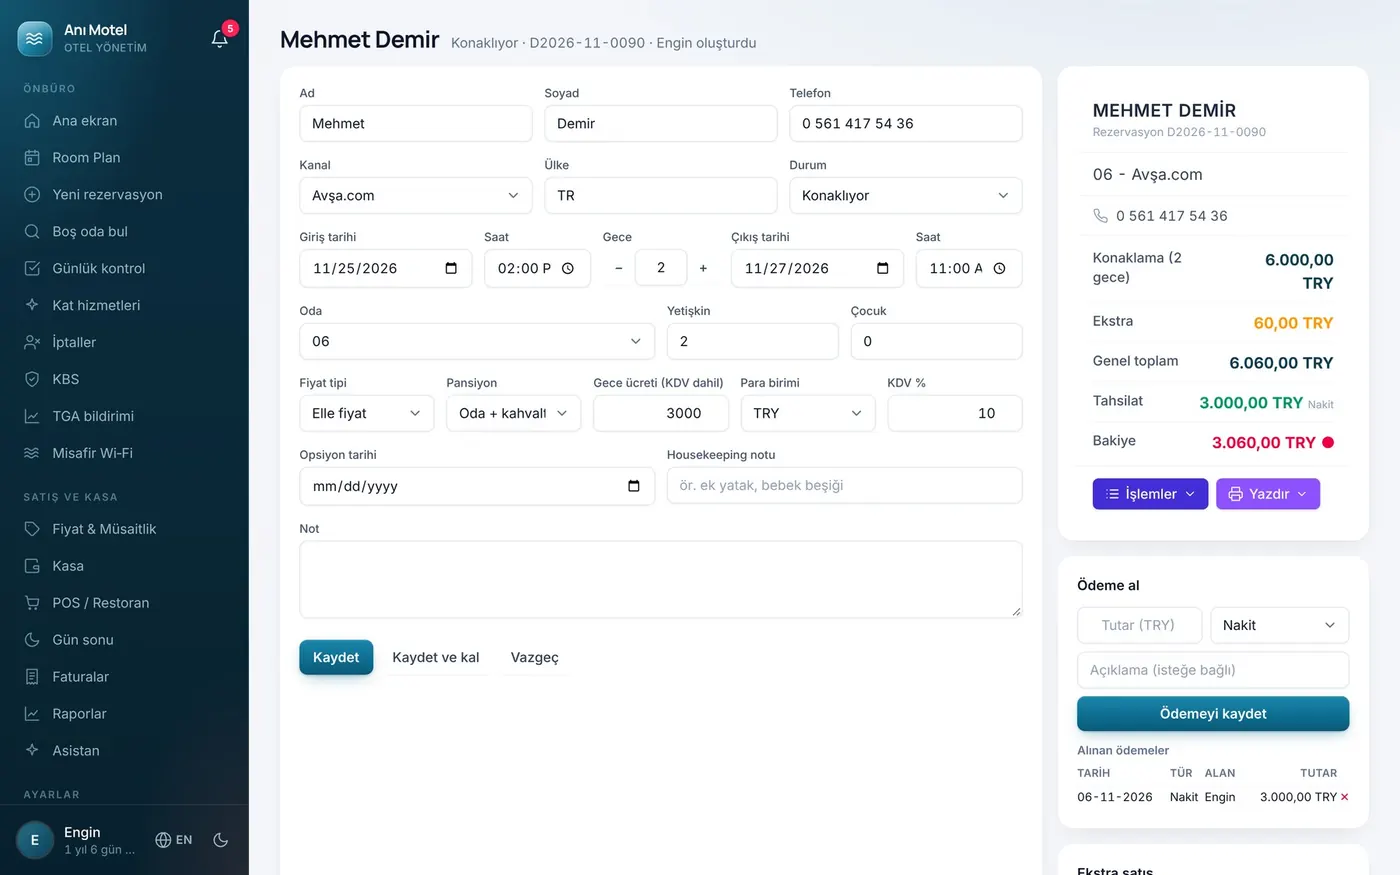 Anı Motel
OTEL YÖNETİM
5
ÖNBÜRO
Ana ekran
Room Plan
Yeni rezervasyon
Boş oda bul
Günlük kontrol
Kat hizmetleri
İptaller
KBS
TGA bildirimi
Misafir Wi-Fi
SATIŞ VE KASA
Fiyat & Müsaitlik
Kasa
POS / Restoran
Gün sonu
Faturalar
Raporlar
Asistan
AYARLAR
E
Engin
1 yıl 6 gün ...
EN
Mehmet Demir Konaklıyor · D2026-11-0090 · Engin oluşturdu
Ad Soyad Telefon
Mehmet Demir 0 561 417 54 36
Kanal Ülke Durum
Avşa.com TR Konaklıyor
Giriş tarihi Saat Gece Çıkış tarihi Saat
11/25/2026 02:00 P − 2 + 11/27/2026 11:00 A
Oda Yetişkin Çocuk
06 2 0
Fiyat tipi Pansiyon Gece ücreti (KDV dahil) Para birimi KDV %
Elle fiyat Oda + kahvalt 3000 TRY 10
Opsiyon tarihi Housekeeping notu
mm/dd/yyyy ör. ek yatak, bebek beşiği
Not
Kaydet Kaydet ve kal Vazgeç
MEHMET DEMİR
Rezervasyon D2026-11-0090
06 - Avşa.com
0 561 417 54 36
Konaklama (2 gece) 6.000,00 TRY
Ekstra 60,00 TRY
Genel toplam 6.060,00 TRY
Tahsilat 3.000,00 TRY Nakit
Bakiye 3.060,00 TRY
İşlemler Yazdır
Ödeme al
Tutar (TRY) Nakit
Açıklama (isteğe bağlı)
Ödemeyi kaydet
Alınan ödemeler
TARİH TÜR ALAN TUTAR
06-11-2026 Nakit Engin 3.000,00 TRY ×
Ekstra satış